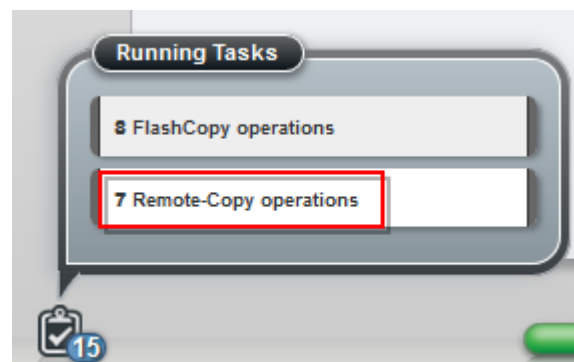 Running Tasks
8 FlashCopy operations
7 Remote-Copy operations
15